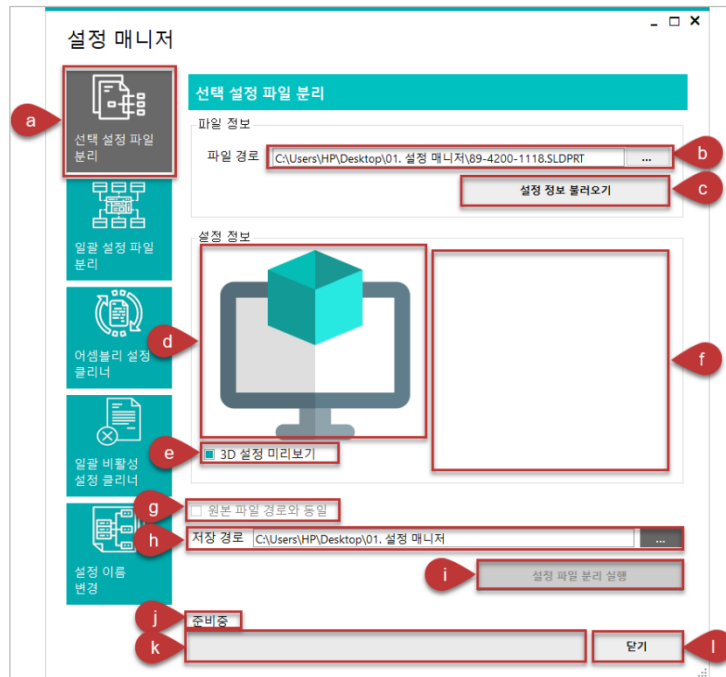 설정 매니저
a
선택 설정 파일
분리
일괄 설정 파일
분리
어셈블리 설정
클리너
일괄 비활성
설정 클리너
설정 이름
변경
선택 설정 파일 분리
파일 정보
파일 경로 C:\Users\HP\Desktop\01. 설정 매니저\89-4200-1118.SLDPRT ... b
설정 정보 불러오기 c
설정 정보
d
f
e 3D 설정 미리보기
g 원본 파일 경로와 동일
h 저장 경로 C:\Users\HP\Desktop\01. 설정 매니저 ...
i 설정 파일 분리 실행
j 준비중
k 닫기 l